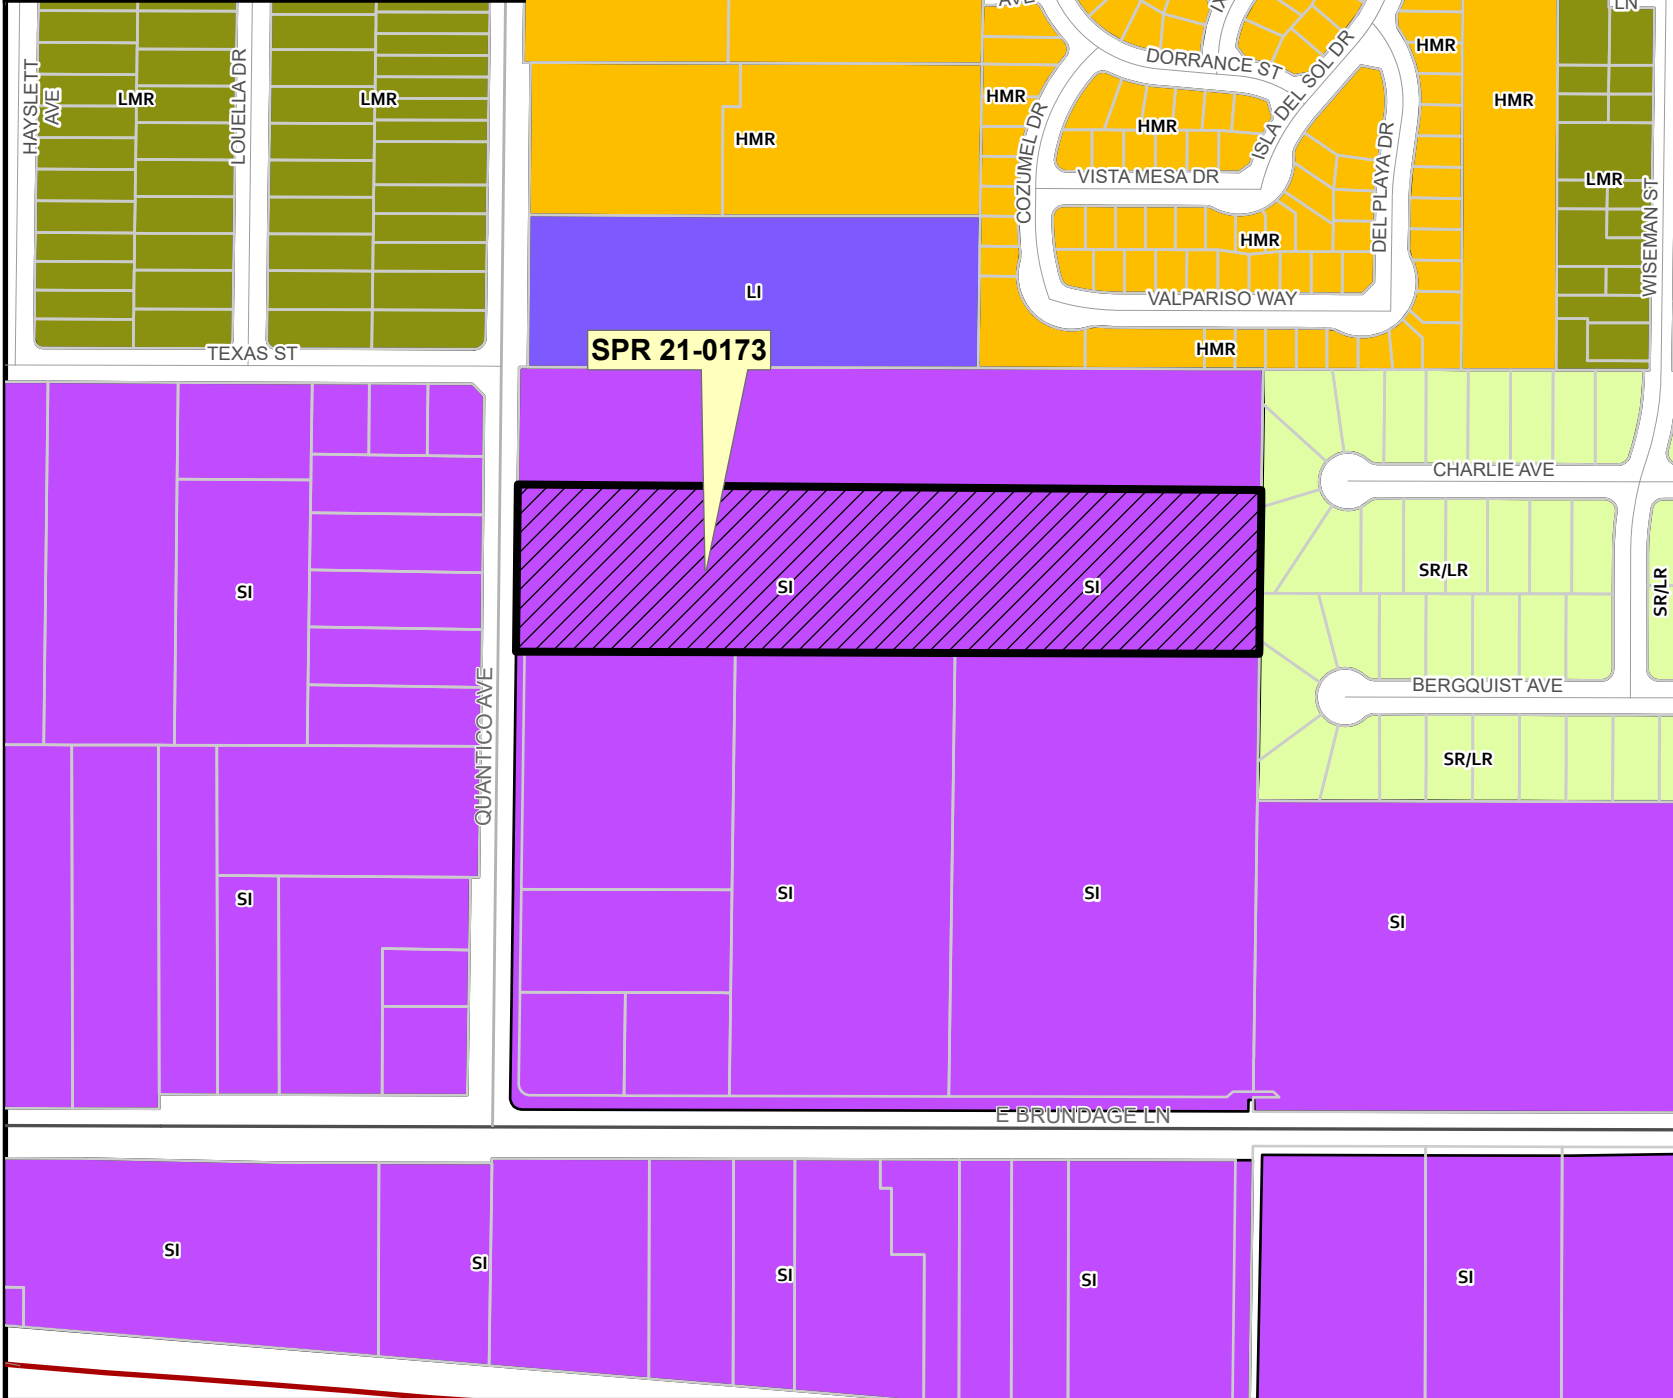 AVE
LN
DORRANCE ST
ISLA DEL SOL DR
HMR
HAYSLETT
AVE
LMR
LOUELLA DR
LMR
HMR
HMR
HMR
HMR
COZUMEL DR
VISTA MESA DR
DEL PLAYA DR
LMR
WISEMAN ST
HMR
LI
VALPARISO WAY
TEXAS ST
SPR 21-0173
HMR
CHARLIE AVE
SI
SI
SI
SR/LR
SR/LR
BERGQUIST AVE
QUANTICO AVE
SR/LR
SI
SI
SI
SI
E BRUNDAGE LN
SI
SI
SI
SI
SI